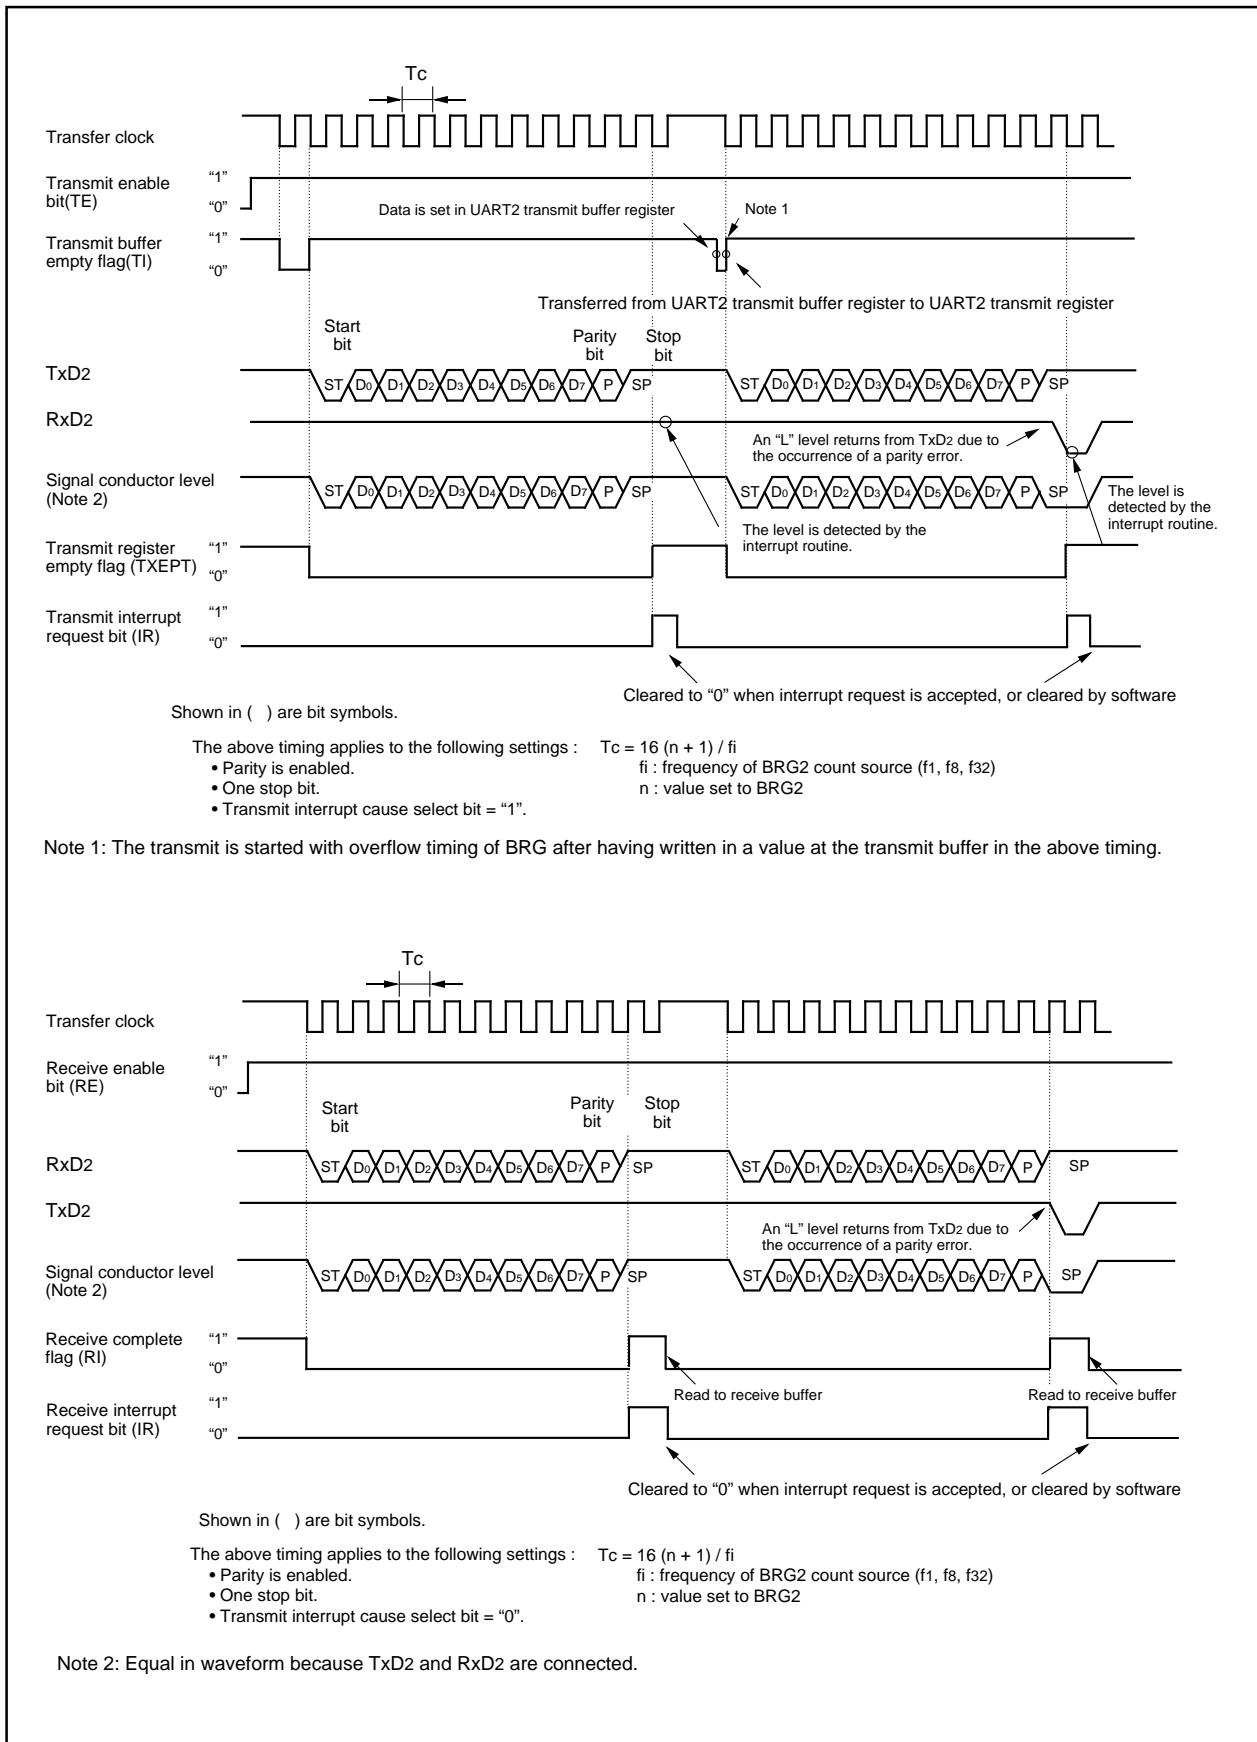 Tc
Transfer clock
Transmit enable
bit(TE)
“1”
“0”
Data is set in UART2 transmit buffer register
Note 1
Transmit buffer
empty flag(TI)
“1”
“0”
Transferred from UART2 transmit buffer register to UART2 transmit register
Start
bit
Parity
bit
Stop
bit
TxD2
ST D0 D1 D2 D3 D4 D5 D6 D7 P SP
ST D0 D1 D2 D3 D4 D5 D6 D7 P SP
RxD2
An “L” level returns from TxD2 due to
the occurrence of a parity error.
Signal conductor level
(Note 2)
ST D0 D1 D2 D3 D4 D5 D6 D7 P SP
ST D0 D1 D2 D3 D4 D5 D6 D7 P SP
The level is
detected by the
interrupt routine.
The level is detected by the
interrupt routine.
Transmit register
empty flag (TXEPT)
“1”
“0”
Transmit interrupt
request bit (IR)
“1”
“0”
Cleared to “0” when interrupt request is accepted, or cleared by software
Shown in ( ) are bit symbols.
The above timing applies to the following settings :
• Parity is enabled.
• One stop bit.
• Transmit interrupt cause select bit = “1”.
Tc = 16 (n + 1) / fi
fi : frequency of BRG2 count source (f1, f8, f32)
n : value set to BRG2
Note 1: The transmit is started with overflow timing of BRG after having written in a value at the transmit buffer in the above timing.
Tc
Transfer clock
Receive enable
bit (RE)
“1”
“0”
Start
bit
Parity
bit
Stop
bit
RxD2
ST D0 D1 D2 D3 D4 D5 D6 D7 P SP
ST D0 D1 D2 D3 D4 D5 D6 D7 P SP
TxD2
An “L” level returns from TxD2 due to
the occurrence of a parity error.
Signal conductor level
(Note 2)
ST D0 D1 D2 D3 D4 D5 D6 D7 P SP
ST D0 D1 D2 D3 D4 D5 D6 D7 P SP
Receive complete
flag (RI)
“1”
“0”
Read to receive buffer
Read to receive buffer
Receive interrupt
request bit (IR)
“1”
“0”
Cleared to “0” when interrupt request is accepted, or cleared by software
Shown in ( ) are bit symbols.
The above timing applies to the following settings :
• Parity is enabled.
• One stop bit.
• Transmit interrupt cause select bit = “0”.
Tc = 16 (n + 1) / fi
fi : frequency of BRG2 count source (f1, f8, f32)
n : value set to BRG2
Note 2: Equal in waveform because TxD2 and RxD2 are connected.